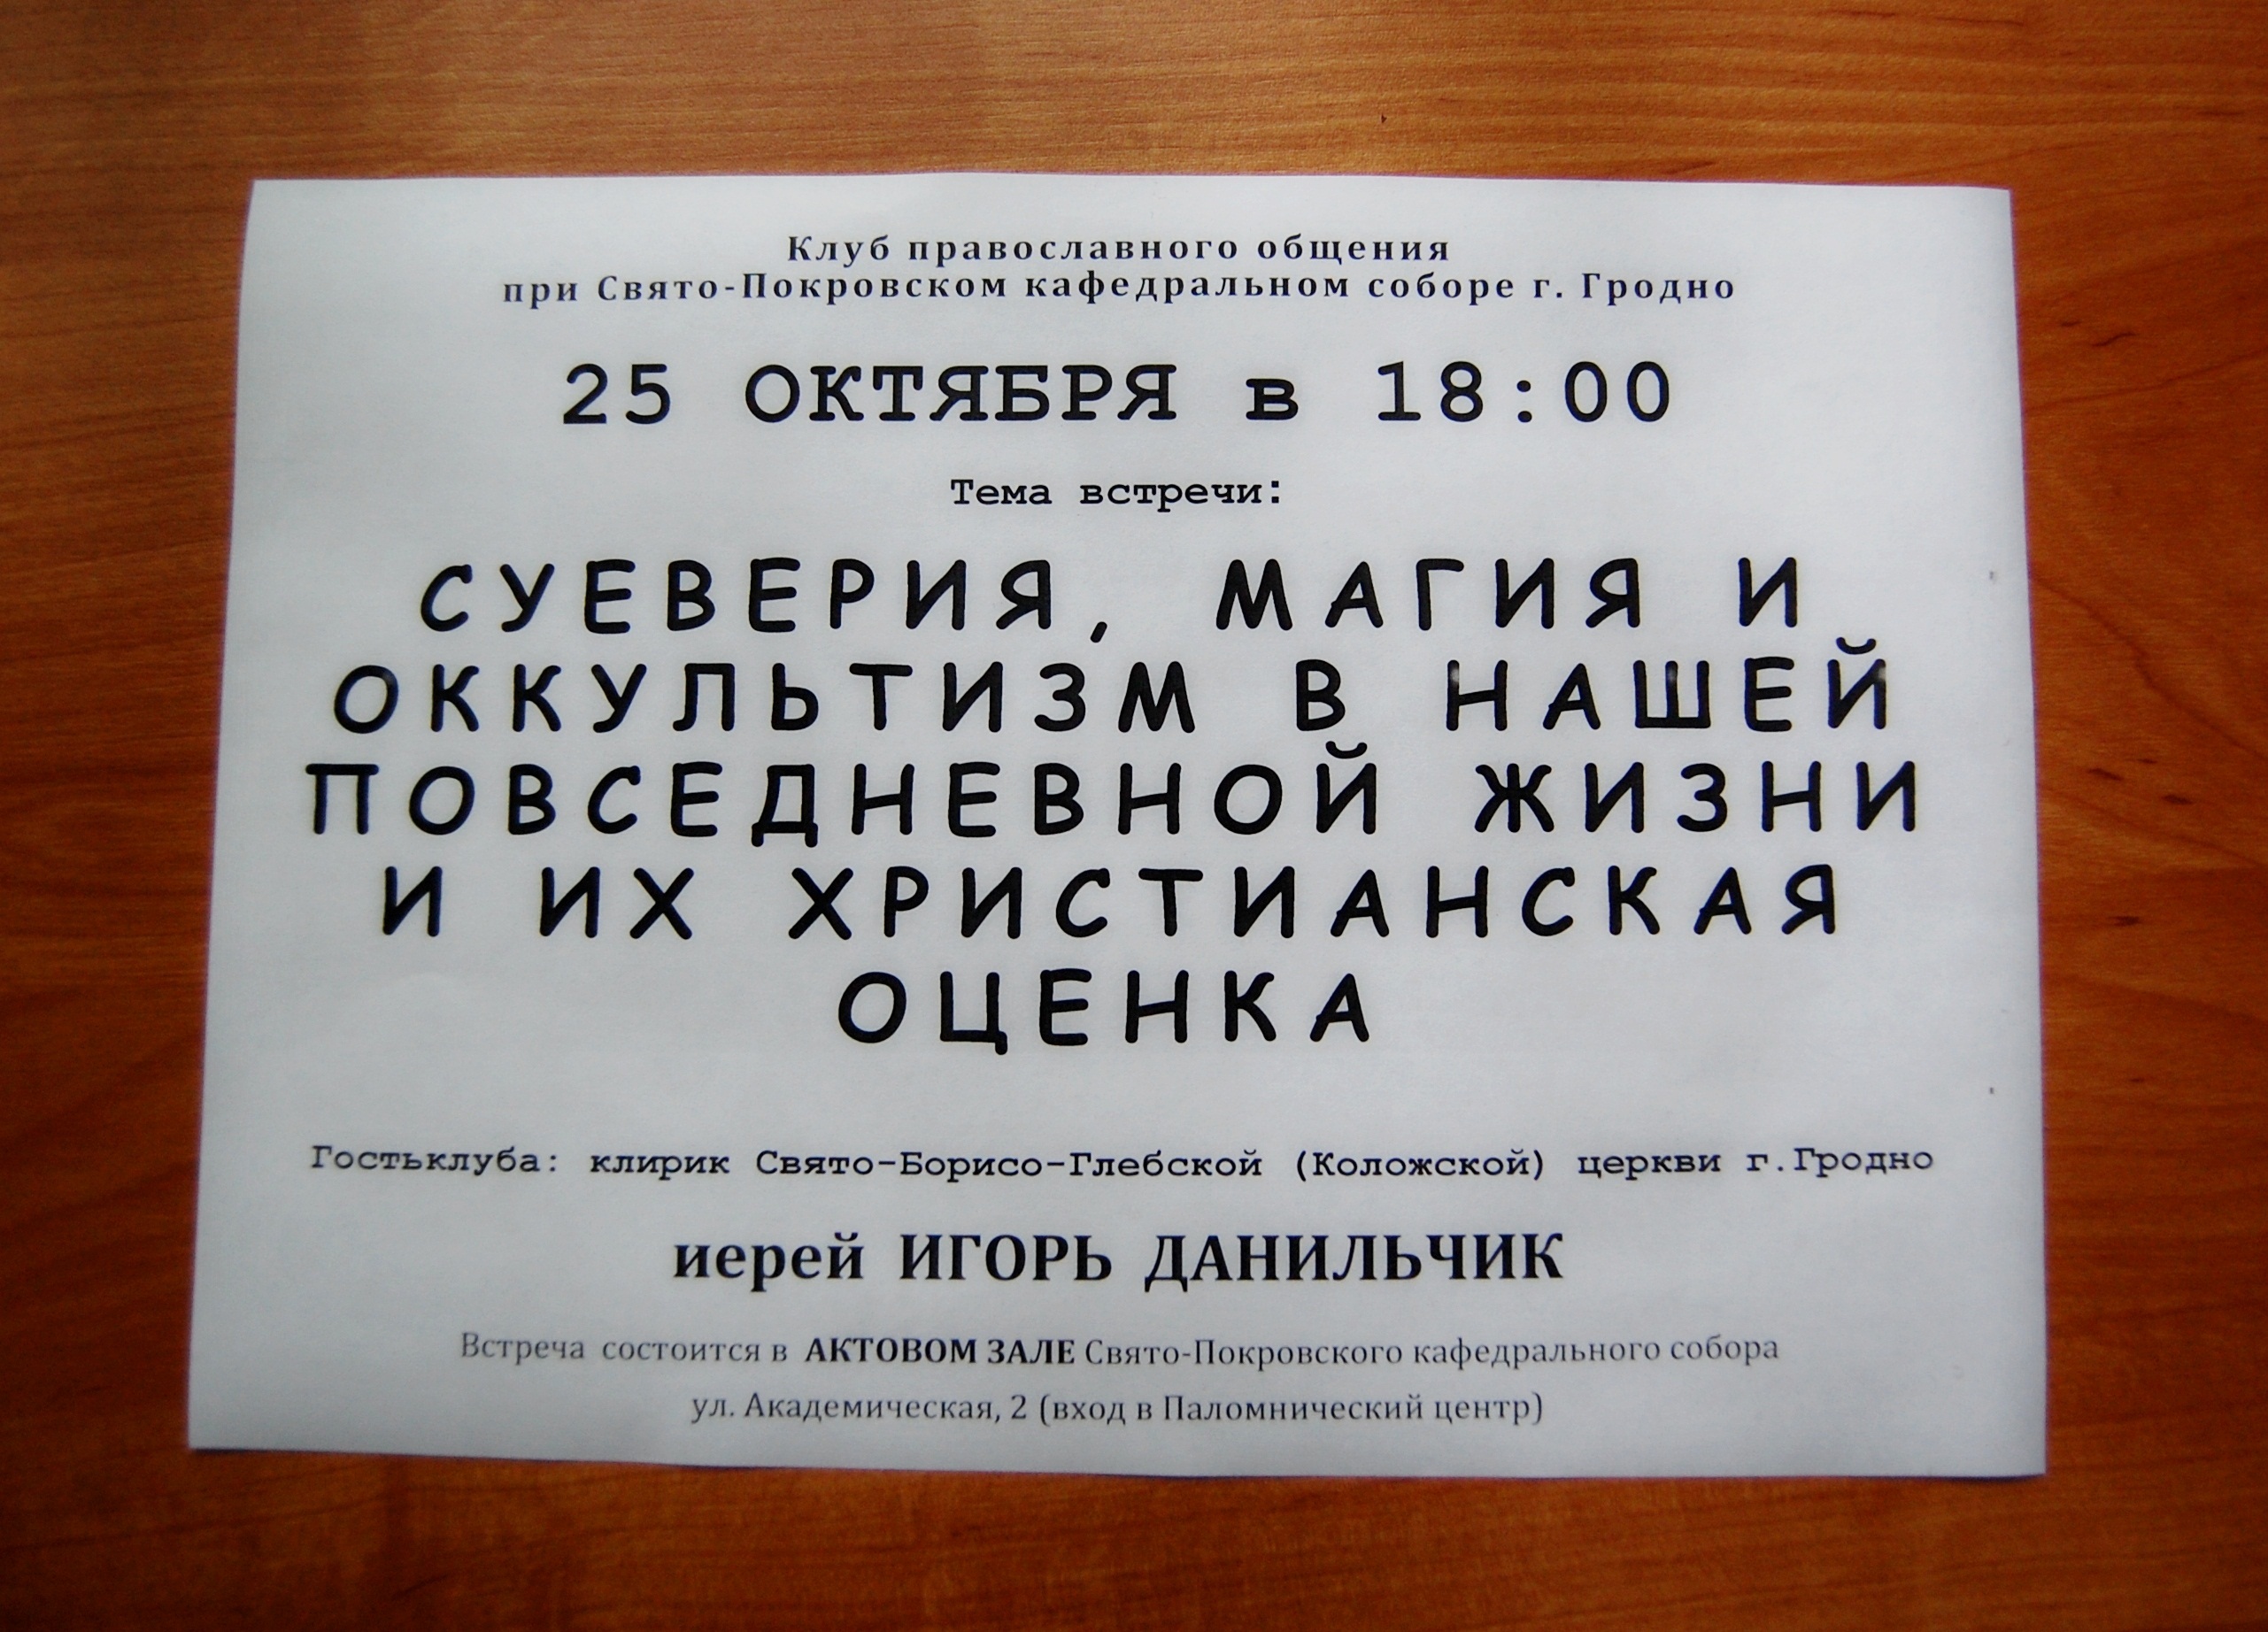 Клуб православного общения
при Свято-Покровском кафедральном соборе г. Гродно
25 ОКТЯБРЯ в 18:00
Тема встречи:
СУЕВЕРИЯ, МАГИЯ И
ОККУЛЬТИЗМ В НАШЕЙ
ПОВСЕДНЕВНОЙ ЖИЗНИ
И ИХ ХРИСТИАНСКАЯ
ОЦЕНКА
Гостьклуба: клирик Свято-Борисо-Глебской (Коложской) церкви г.Гродно
иерей ИГОРЬ ДАНИЛЬЧИК
Встреча состоится в АКТОВОМ ЗАЛЕ Свято-Покровского кафедрального собора
ул. Академическая, 2 (вход в Паломнический центр)